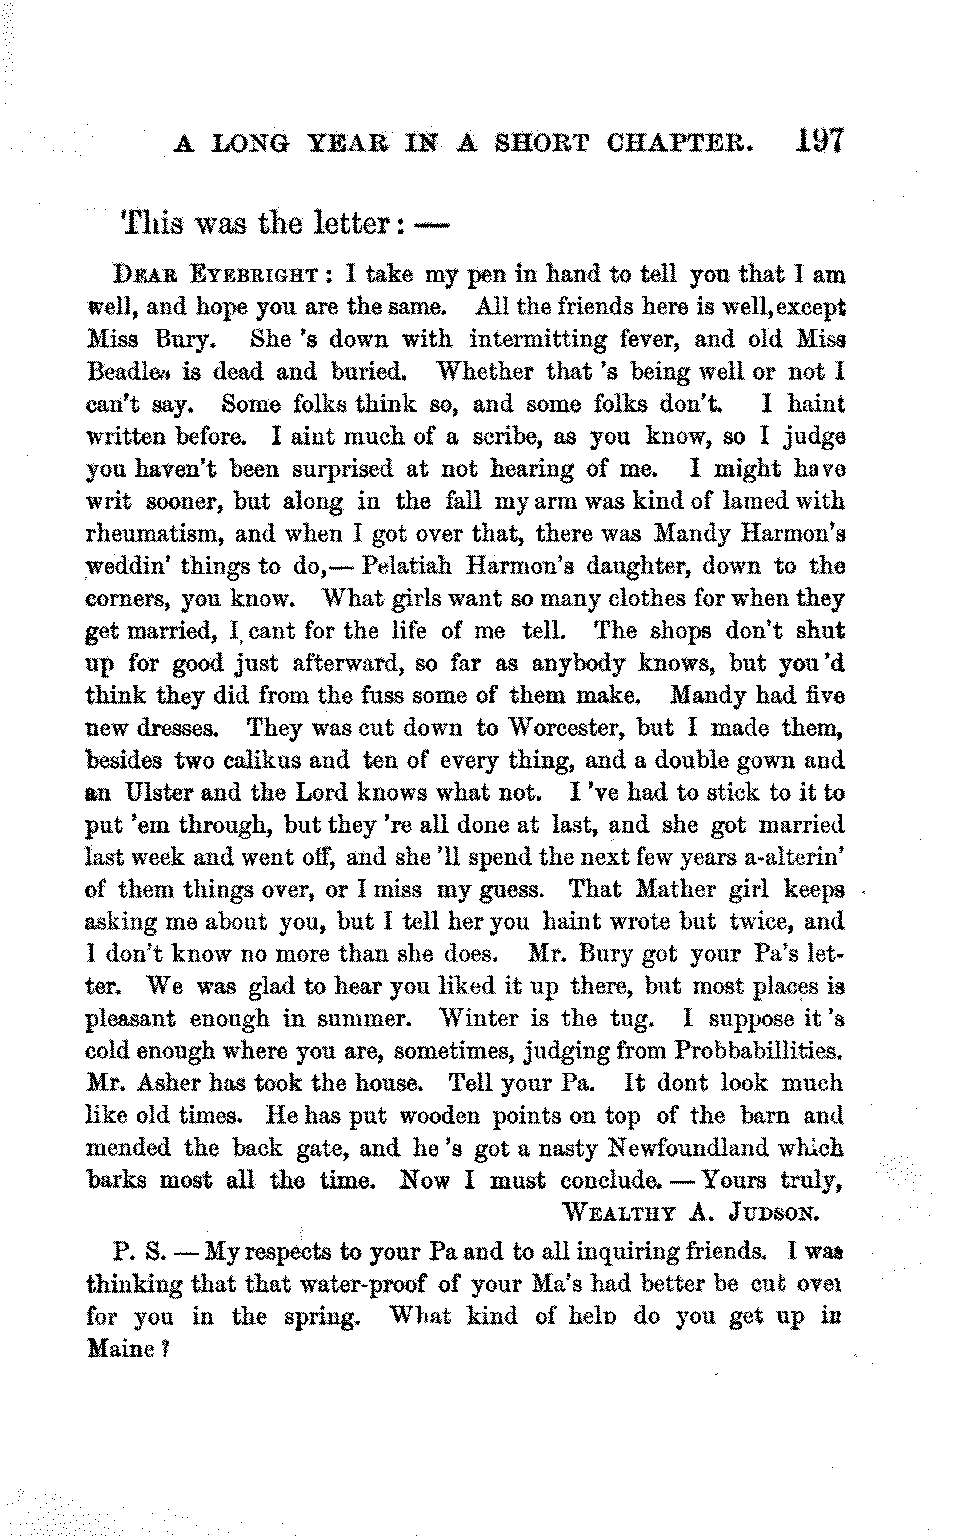 A LONG YEAR IN A SHORT CHAPTER. 197
This was the letter: —
DEAR EYEBRIGHT: I take my pen in hand to tell you that I am
well, and hope you are the same. All the friends here is well, except
Miss Bury. She 's down with intermitting fever, and old Miss
Beadles is dead and buried. Whether that 's being well or not I
can't say. Some folks think so, and some folks don't. I haint
written before. I aint much of a scribe, as you know, so I judge
you haven't been surprised at not hearing of me. I might have
writ sooner, but along in the fall my arm was kind of lamed with
rheumatism, and when I got over that, there was Mandy Harmon's
weddin' things to do,— Pelatiah Harmon's daughter, down to the
corners, you know. What girls want so many clothes for when they
get married, I cant for the life of me tell. The shops don't shut
up for good just afterward, so far as anybody knows, but you 'd
think they did from the fuss some of them make. Mandy had five
new dresses. They was cut down to Worcester, but I made them,
besides two calikus and ten of every thing, and a double gown and
an Ulster and the Lord knows what not. I 've had to stick to it to
put 'em through, but they 're all done at last, and she got married
last week and went off, and she 'll spend the next few years a-alterin'
of them things over, or I miss my guess. That Mather girl keeps
asking me about you, but I tell her you haint wrote but twice, and
I don't know no more than she does. Mr. Bury got your Pa's let-
ter. We was glad to hear you liked it up there, but most places is
pleasant enough in summer. Winter is the tug. I suppose it 's
cold enough where you are, sometimes, judging from Probbabillities.
Mr. Asher has took the house. Tell your Pa. It dont look much
like old times. He has put wooden points on top of the barn and
mended the back gate, and he 's got a nasty Newfoundland which
barks most all the time. Now I must conclude. — Yours truly,
WEALTHY A. JUDSON.
P. S. — My respects to your Pa and to all inquiring friends. I was
thinking that that water-proof of your Ma's had better be cut over
for you in the spring. What kind of help do you get up in
Maine?